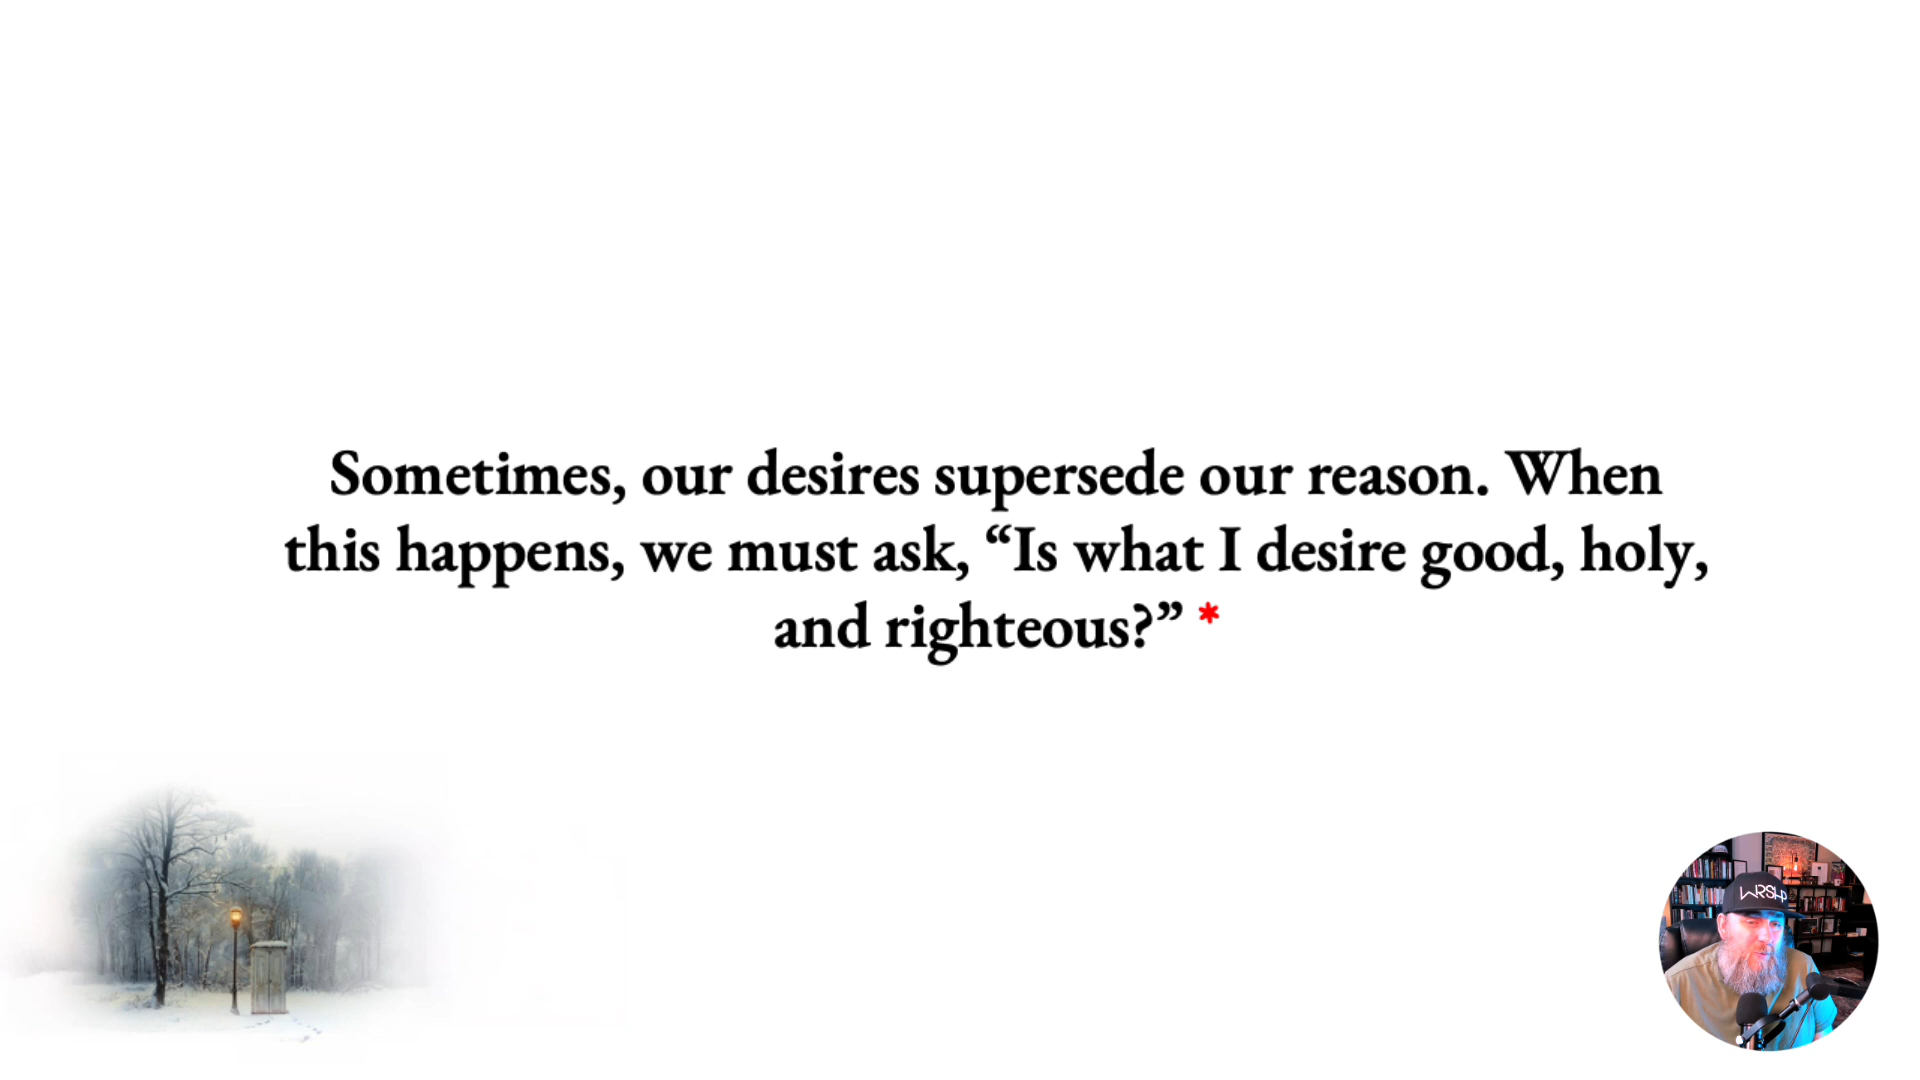 Sometimes, our desires supersede our reason. When
this happens, we must ask, “Is what I desire good, holy,
and righteous?” *
WRSHP